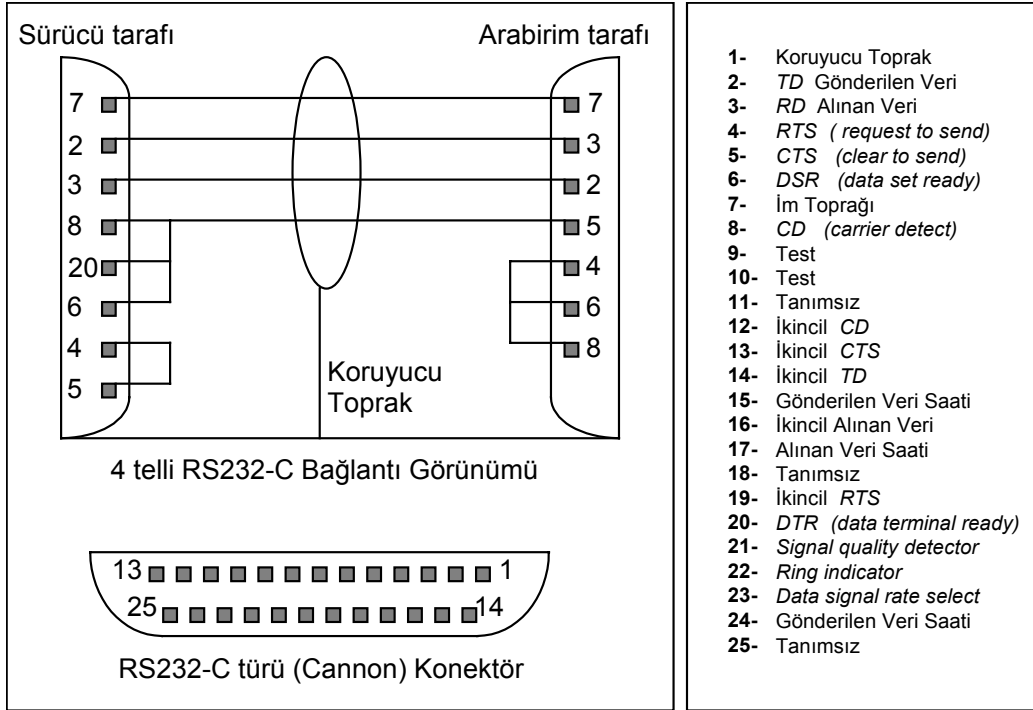 Sürücü tarafı Arabirim tarafı
7 7
2 3
3 2
8 5
20 4
6 6
4 8
5
Koruyucu
Toprak
4 telli RS232-C Bağlantı Görünümü
13 1
25 14
RS232-C türü (Cannon) Konektör
1- Koruyucu Toprak
2- TD Gönderilen Veri
3- RD Alınan Veri
4- RTS ( request to send)
5- CTS (clear to send)
6- DSR (data set ready)
7- İm Toprağı
8- CD (carrier detect)
9- Test
10- Test
11- Tanımsız
12- İkincil CD
13- İkincil CTS
14- İkincil TD
15- Gönderilen Veri Saati
16- İkincil Alınan Veri
17- Alınan Veri Saati
18- Tanımsız
19- İkincil RTS
20- DTR (data terminal ready)
21- Signal quality detector
22- Ring indicator
23- Data signal rate select
24- Gönderilen Veri Saati
25- Tanımsız